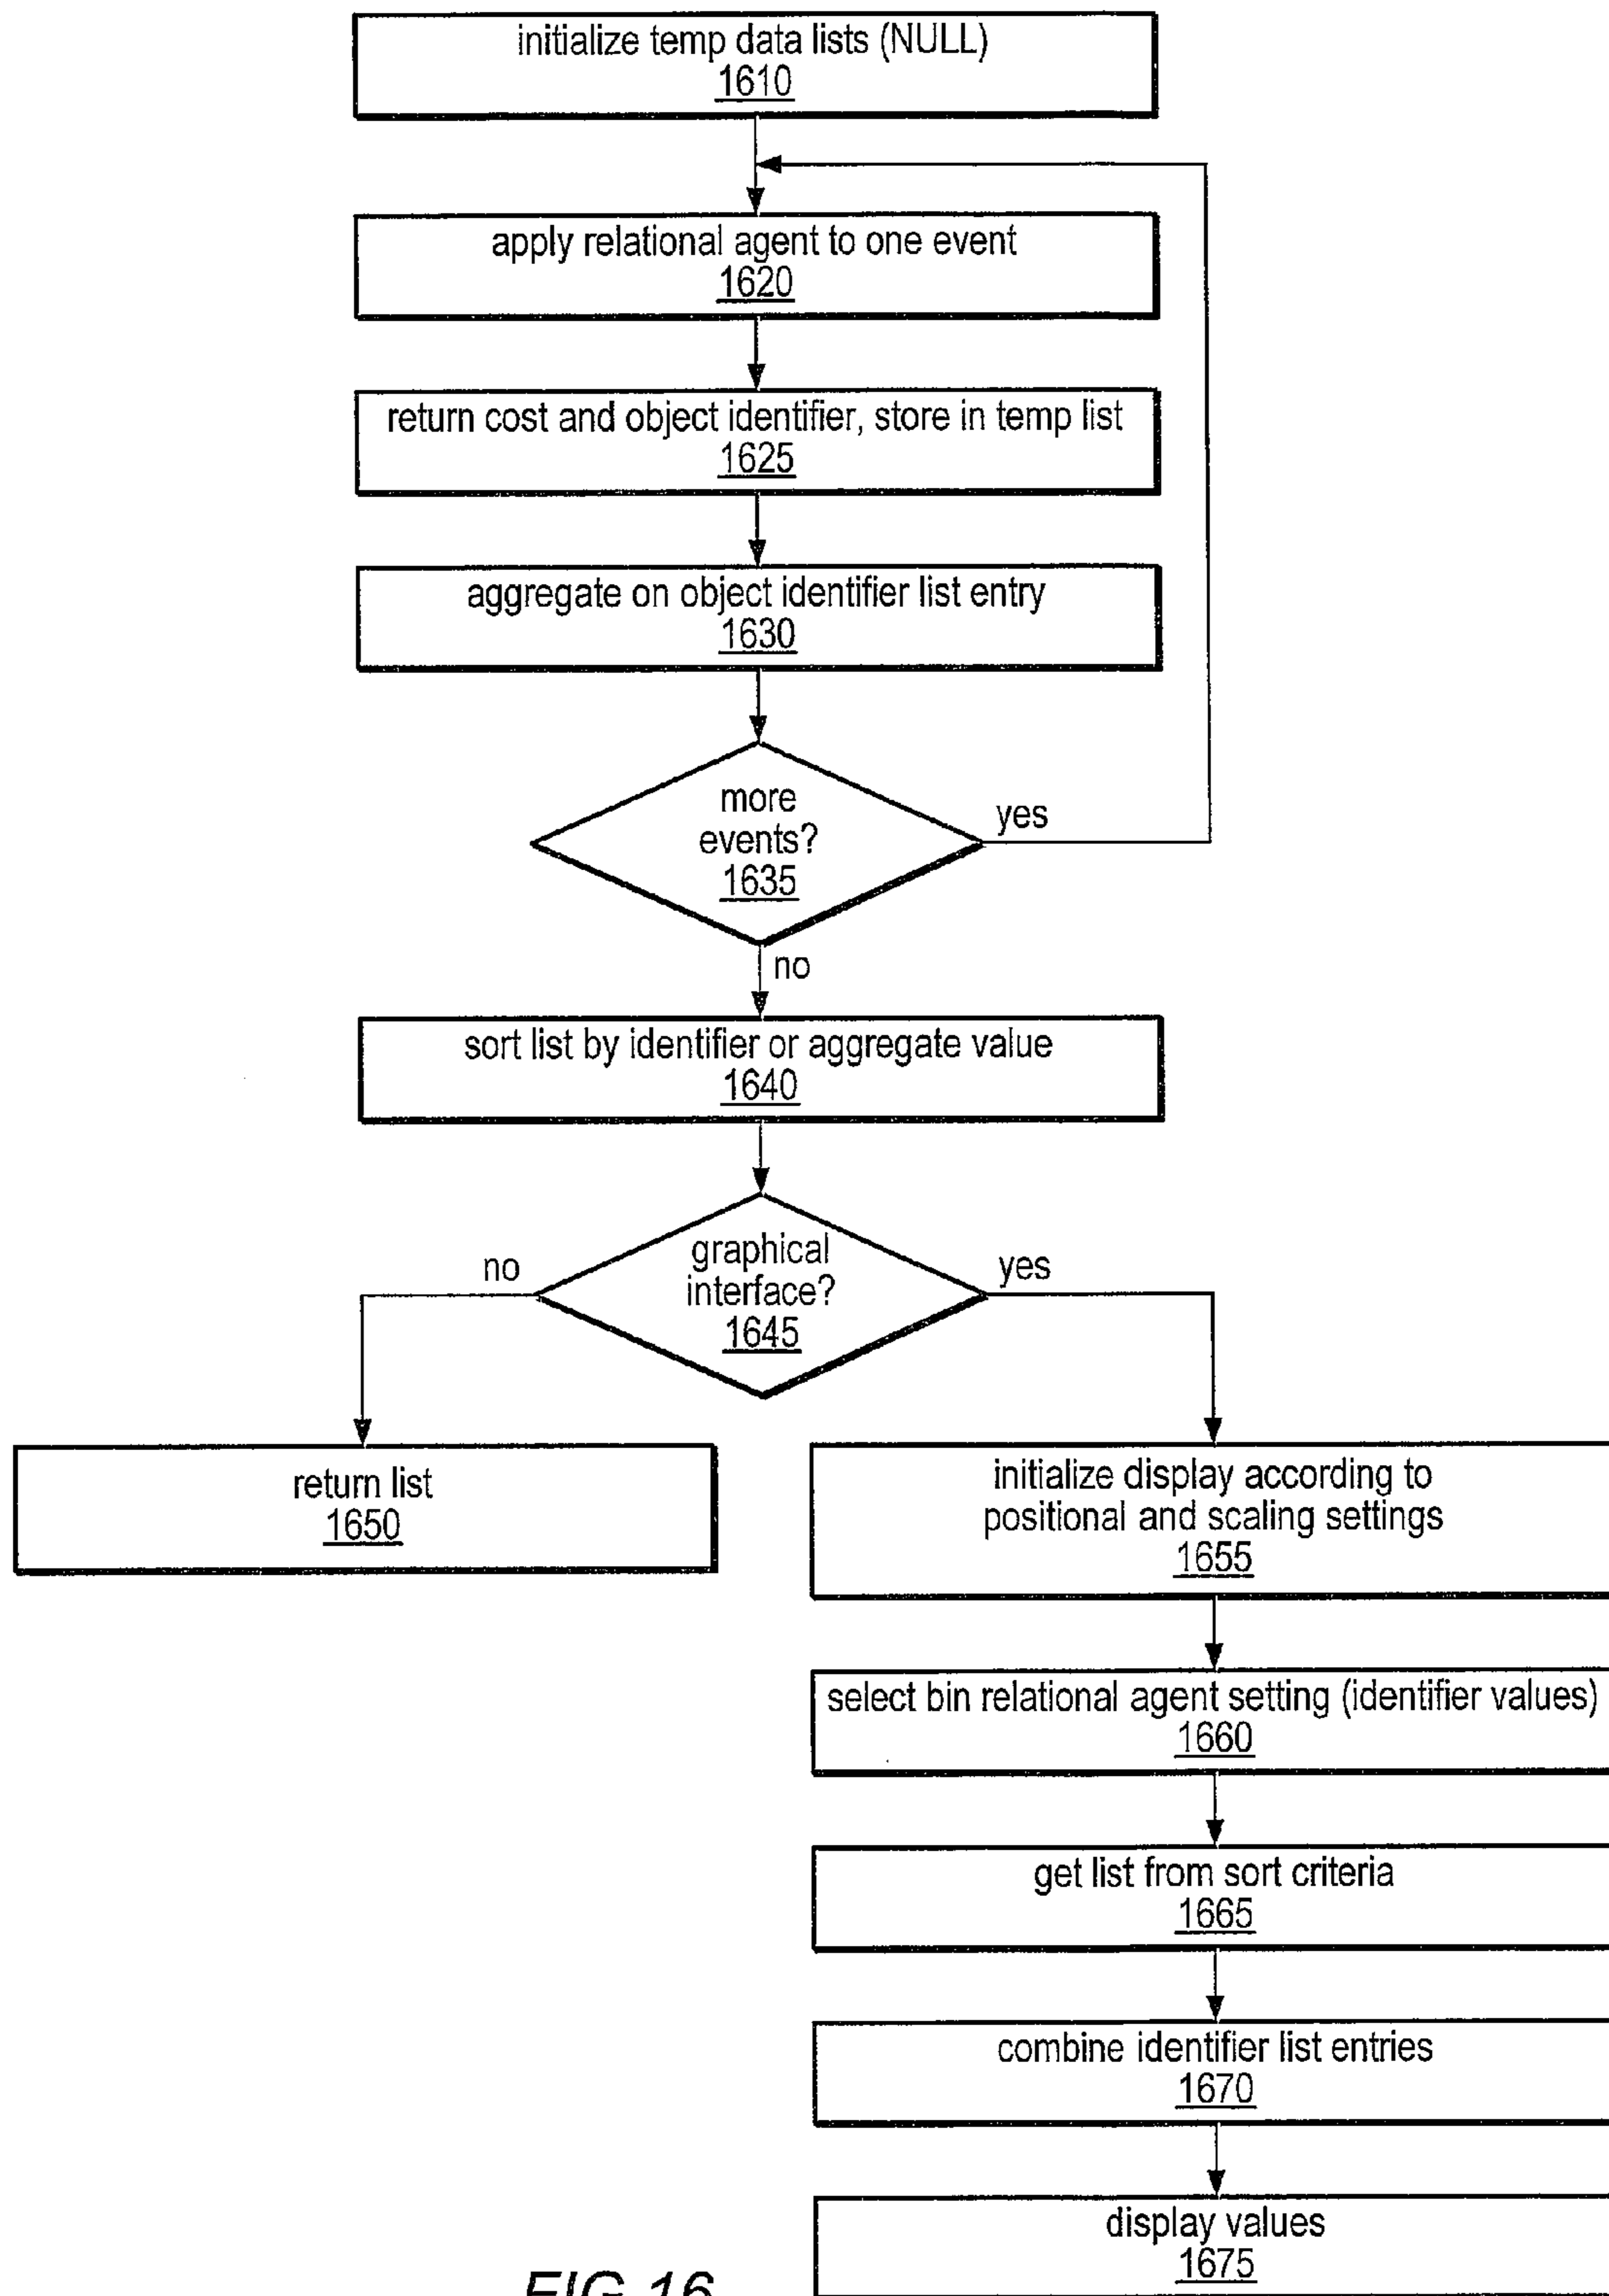 initialize temp data lists (NULL)
1610
apply relational agent to one event
1620
return cost and object identifier, store in temp list
1625
aggregate on object identifier list entry
1630
more
events?
1635
yes
no
sort list by identifier or aggregate value
1640
graphical
interface?
1645
no
yes
return list
1650
initialize display according to
positional and scaling settings
1655
select bin relational agent setting (identifier values)
1660
get list from sort criteria
1665
combine identifier list entries
1670
display values
1675
FIG. 16